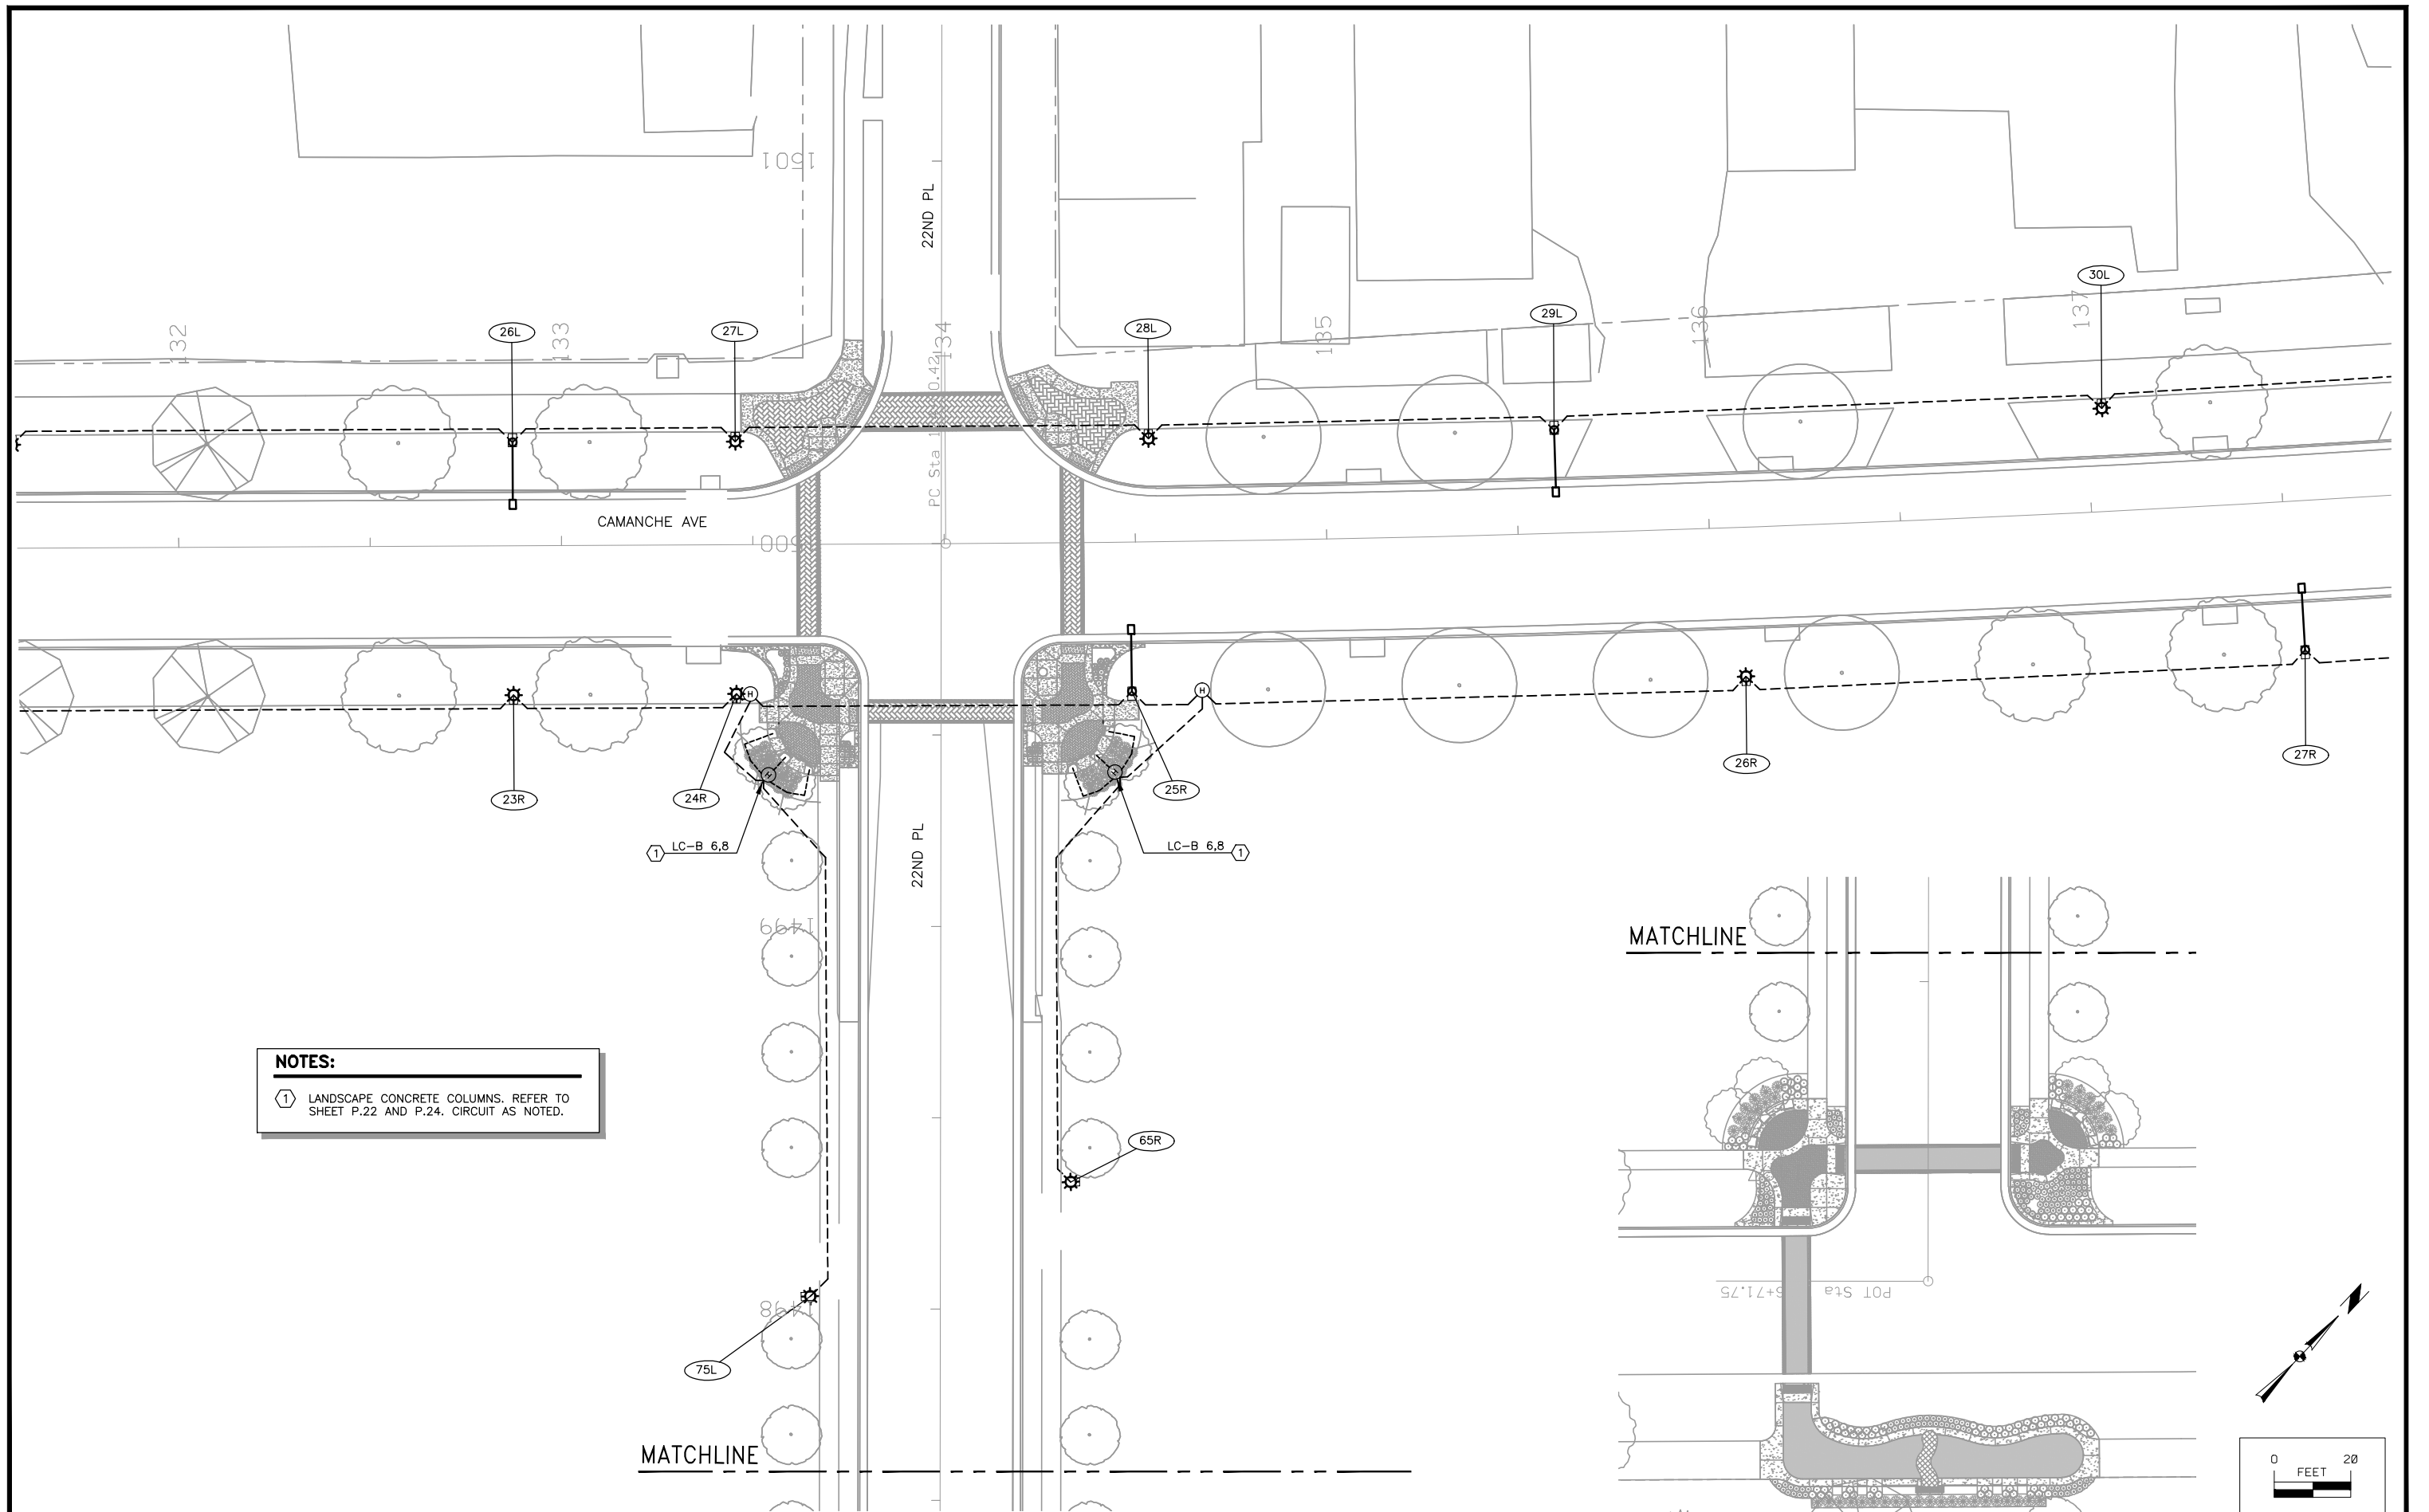 1501
22ND PL
30L
29L
28L
27L
26L
132
133
134
135
136
137
CAMANCHE AVE
PC Sta
0.42
H
H
H
H
23R
24R
25R
26R
27R
1 LC-B 6,8
LC-B 6,8 1
22ND PL
1499
MATCHLINE
NOTES:
1 LANDSCAPE CONCRETE COLUMNS. REFER TO
SHEET P.22 AND P.24. CIRCUIT AS NOTED.
65R
1498
75L
POT Sta
6+71.75
MATCHLINE
0 20
FEET